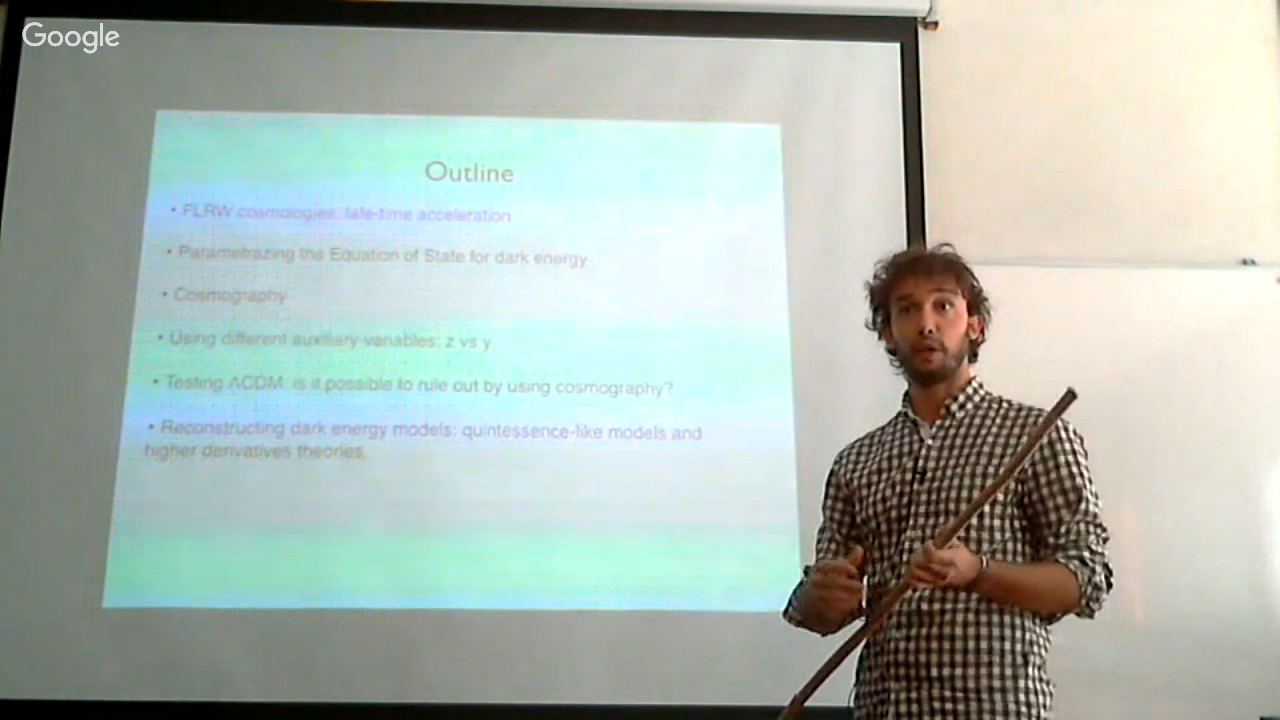 Google
Outline
• FLRW cosmologies: late-time acceleration
• Parametrazing the Equation of State for dark energy
• Cosmography
• Using different auxiliary variables: z vs y
• Testing ΛCDM: is it possible to rule out by using cosmography?
• Reconstructing dark energy models: quintessence-like models and
higher derivatives theories.